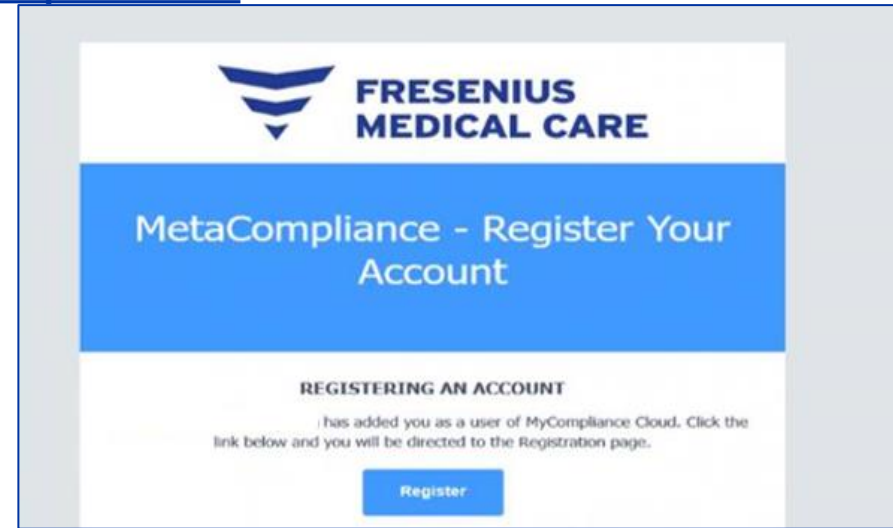 FRESENIUS
MEDICAL CARE
MetaCompliance - Register Your
Account
REGISTERING AN ACCOUNT
has added you as a user of MyCompliance Cloud. Click the
link below and you will be directed to the Registration page.
Register